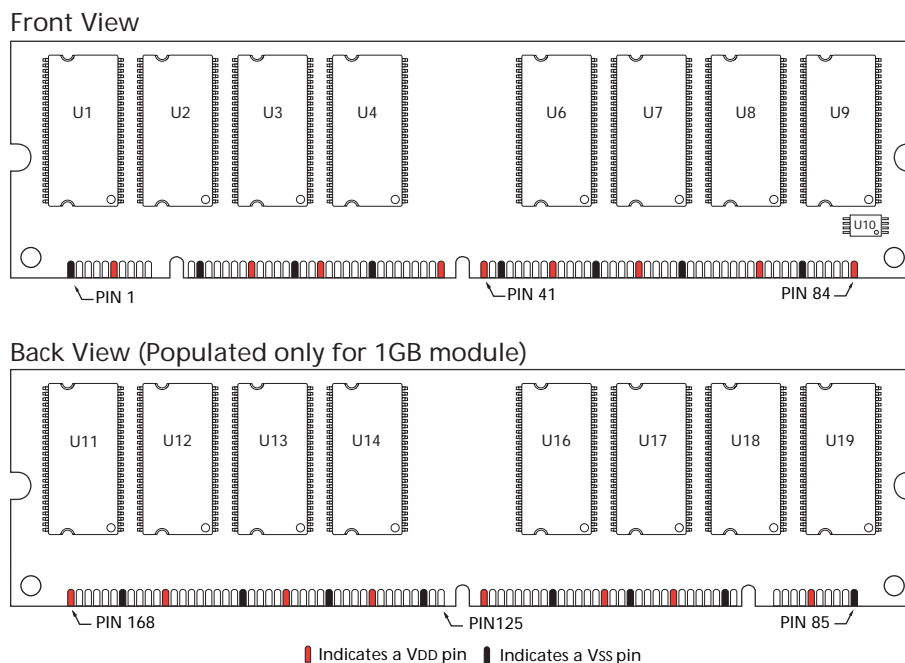 Front View
U1 U2 U3 U4 U6 U7 U8 U9
U10
PIN 1 PIN 41 PIN 84
Back View (Populated only for 1GB module)
U11 U12 U13 U14 U16 U17 U18 U19
PIN 168 PIN125 PIN 85
Indicates a VDD pin Indicates a VSS pin